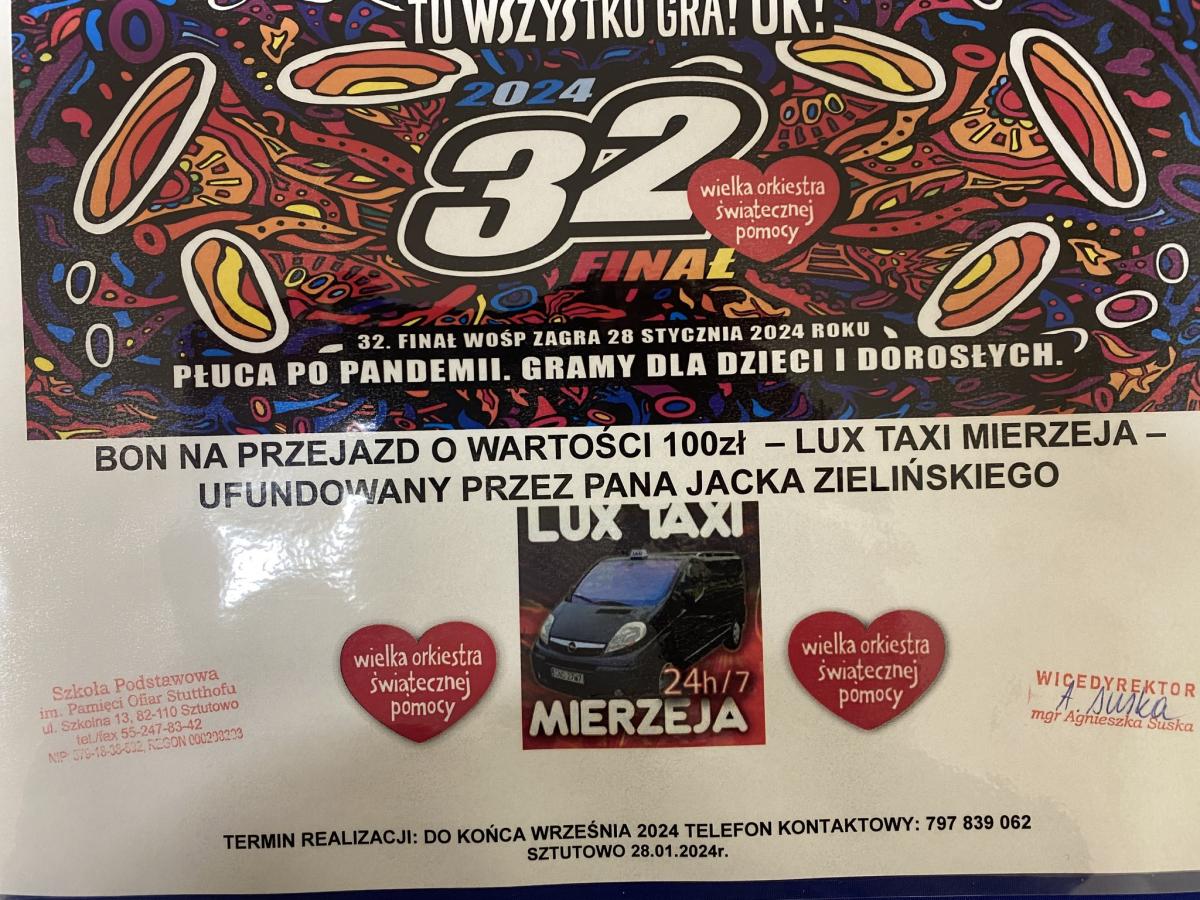 TU WSZYSTKO GRA! OK!
2024
32
wielka orkiestra
świątecznej
pomocy
FINAŁ
32. FINAŁ WOŚP ZAGRA 28 STYCZNIA 2024 ROKU
PŁUCA PO PANDEMII. GRAMY DLA DZIECI I DOROSŁYCH.
BON NA PRZEJAZD O WARTOŚCI 100zł – LUX TAXI MIERZEJA –
UFUNDOWANY PRZEZ PANA JACKA ZIELIŃSKIEGO
LUX TAXI
24h/7
MIERZEJA
wielka orkiestra
świątecznej
pomocy
wielka orkiestra
świątecznej
pomocy
Szkoła Podstawowa
im. Pamięci Ofiar Stutthofu
ul. Szkolna 13, 82-110 Sztutowo
tel./fax 55-247-83-42
NIP: REGON
WICEDYREKTOR
A. Suska
mgr Agnieszka Suska
TERMIN REALIZACJI: DO KOŃCA WRZEŚNIA 2024 TELEFON KONTAKTOWY: 797 839 062
SZTUTOWO 28.01.2024r.